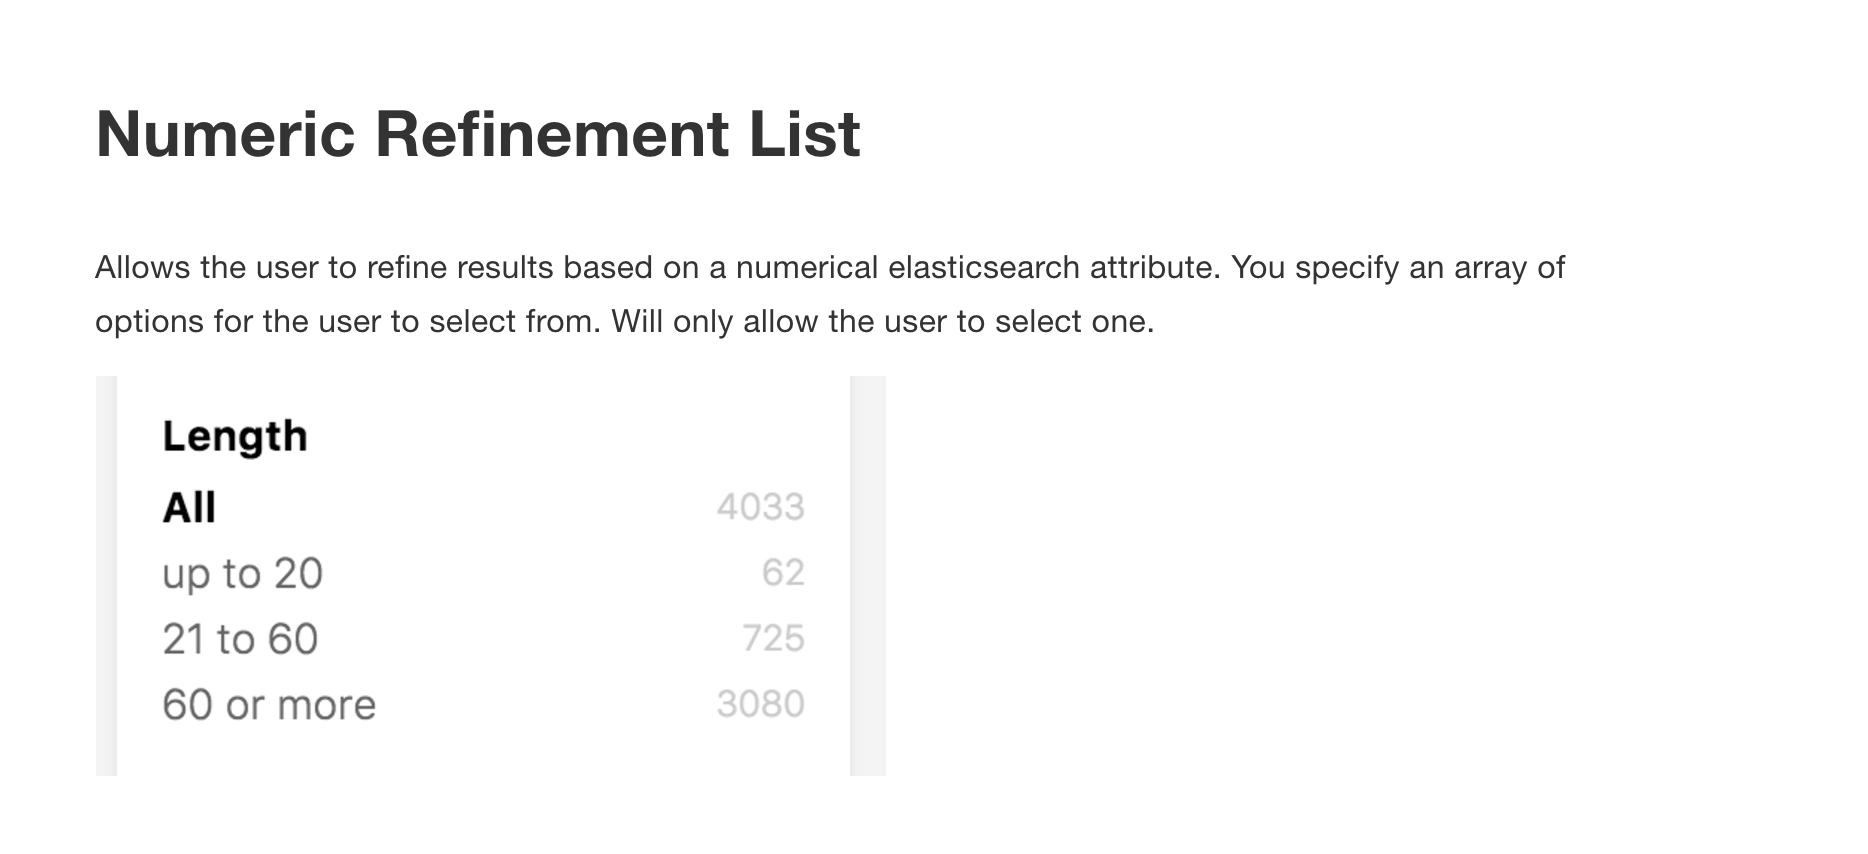 Numeric Refinement List
Allows the user to refine results based on a numerical elasticsearch attribute. You specify an array of
options for the user to select from. Will only allow the user to select one.
Length
All 4033
up to 20 62
21 to 60 725
60 or more 3080